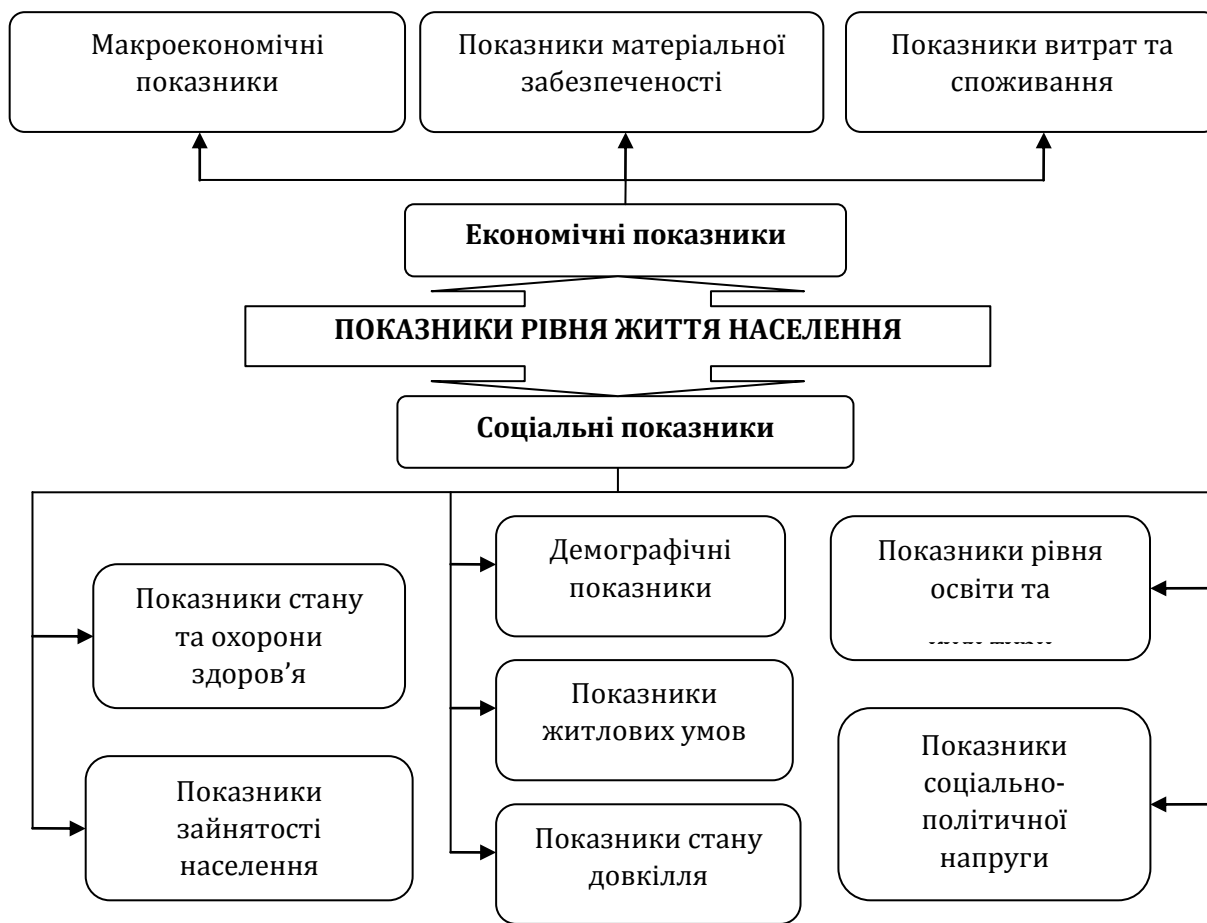 Макроекономічні
показники
Показники матеріальної
забезпеченості
Показники витрат та
споживання
Економічні показники
ПОКАЗНИКИ РІВНЯ ЖИТТЯ НАСЕЛЕННЯ
Соціальні показники
Показники стану
та охорони
здоров’я
Показники
зайнятості
населення
Демографічні
показники
Показники
житлових умов
Показники стану
довкілля
Показники рівня
освіти та
Показники
соціально-
політичної
напруги